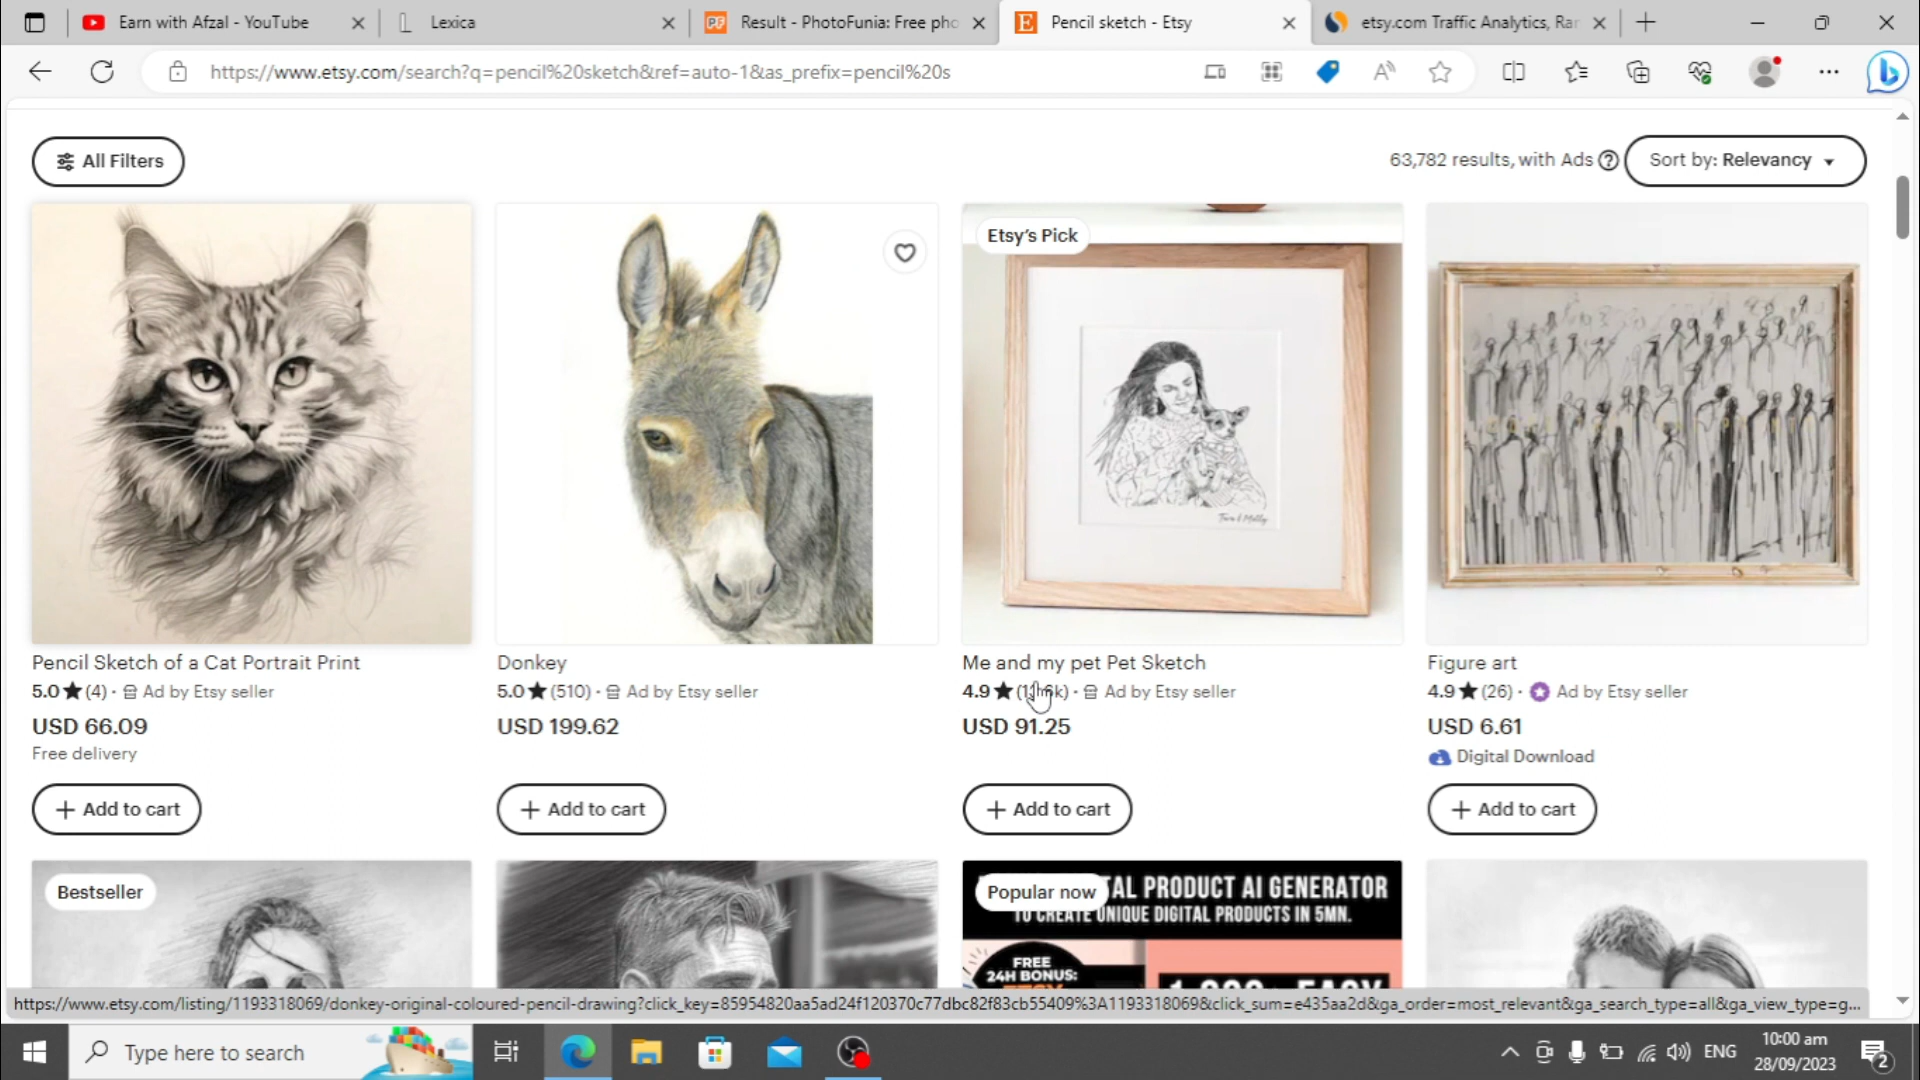 Earn with Afzal - YouTube
Lexica
Result - PhotoFunia: Free pho
Pencil sketch - Etsy
etsy.com Traffic Analytics, Ran
https://www.etsy.com/search?q=pencil%20sketch&ref=auto-1&as_prefix=pencil%20s
All Filters
63,782 results, with Ads
Sort by: Relevancy
Etsy's Pick
Pencil Sketch of a Cat Portrait Print
5.0 (4) · Ad by Etsy seller
USD 66.09
Free delivery
Add to cart
Donkey
5.0 (510) · Ad by Etsy seller
USD 199.62
Add to cart
Me and my pet Pet Sketch
4.9 · Ad by Etsy seller
USD 91.25
Add to cart
Figure art
4.9 (26) · Ad by Etsy seller
USD 6.61
Digital Download
Add to cart
Bestseller
Popular now
TAL PRODUCT AI GENERATOR
TO CREATE UNIQUE DIGITAL PRODUCTS IN 5MN.
FREE
24H BONUS:
https://www.etsy.com/listing/1193318069/donkey-original-coloured-pencil-drawing?click_key=85954820aa5ad24f120370c77dbc82f83cb55409%3A1193318069&click_sum=e435aa2d&ga_order=most_relevant&ga_search_type=all&ga_view_type=g...
Type here to search
ENG
10:00 am
28/09/2023
2